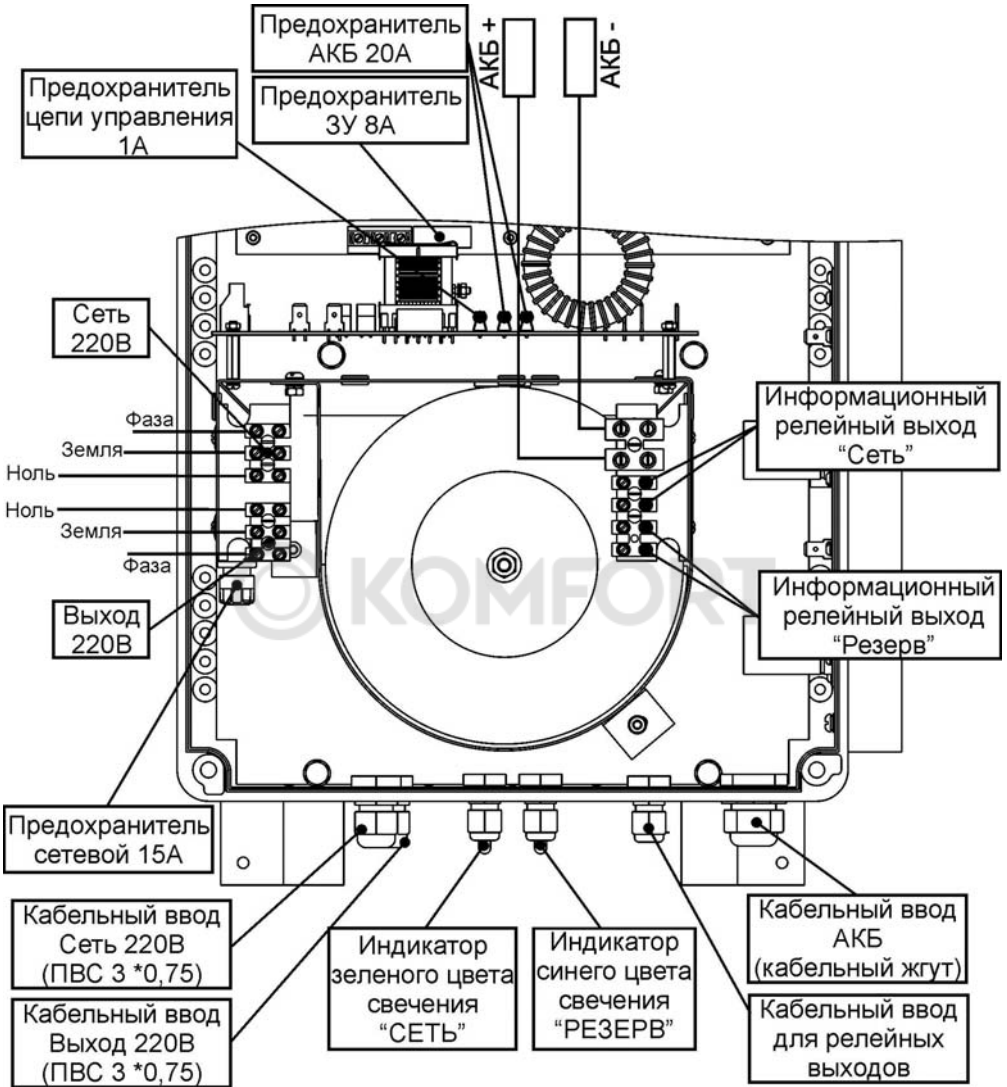 Предохранитель
АКБ 20А
АКБ +
АКБ -
Предохранитель
цепи управления
1А
Предохранитель
ЗУ 8А
Сеть
220В
Фаза
Земля
Ноль
Ноль
Земля
Фаза
Выход
220В
Информационный
релейный выход
“Сеть”
KOMFORT
Информационный
релейный выход
“Резерв”
Предохранитель
сетевой 15А
Кабельный ввод
Сеть 220В
(ПВС 3 *0,75)
Кабельный ввод
Выход 220В
(ПВС 3 *0,75)
Индикатор
зеленого цвета
свечения
“СЕТЬ”
Индикатор
синего цвета
свечения
“РЕЗЕРВ”
Кабельный ввод
АКБ
(кабельный жгут)
Кабельный ввод
для релейных
выходов